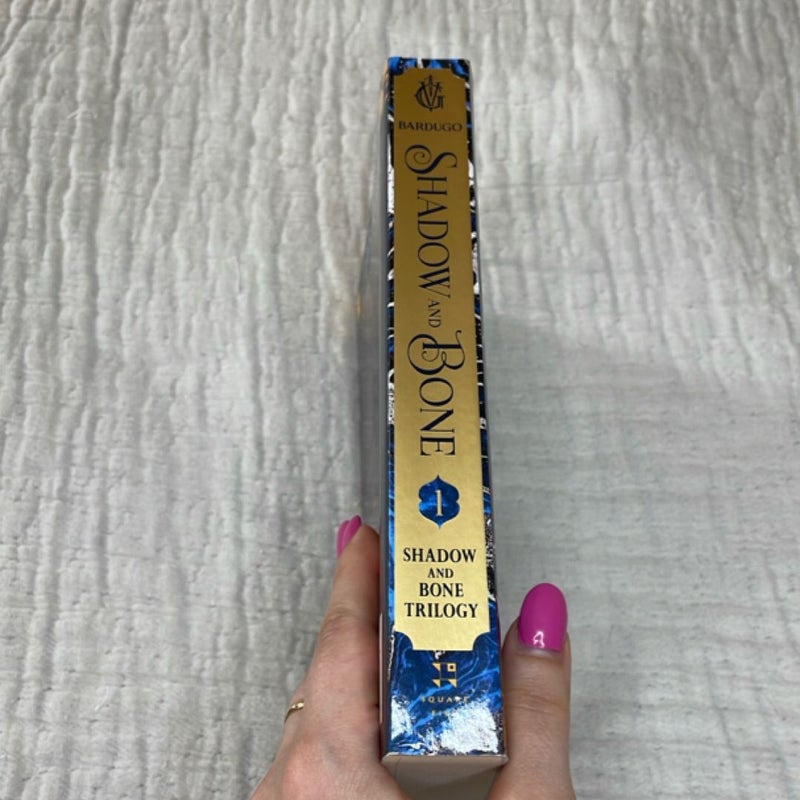 BARDUGO
SHADOW AND BONE
1
SHADOW
AND
BONE
TRILOGY
SQUARE